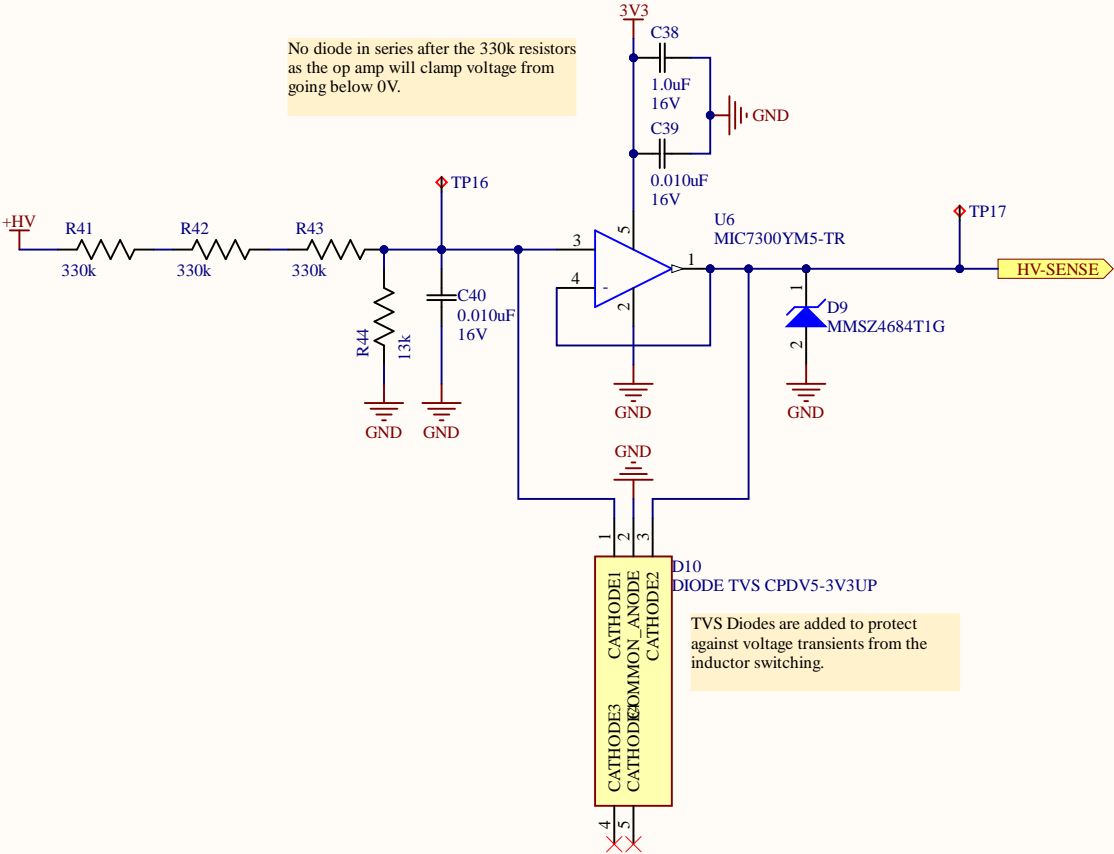 3V3
C38
1.0uF
16V
GND
C39
0.010uF
16V
No diode in series after the 330k resistors
as the op amp will clamp voltage from
going below 0V.
TP16
TP17
+HV
R41
330k
R42
330k
R43
330k
R44
13k
C40
0.010uF
16V
GND
GND
3
4
5
2
1
-
U6
MIC7300YM5-TR
GND
HV-SENSE
1
2
D9
MMSZ4684T1G
GND
GND
1
2
3
D10
DIODE TVS CPDV5-3V3UP
CATHODE1
COMMON_ANODE
CATHODE2
CATHODE3
4
5
TVS Diodes are added to protect
against voltage transients from the
inductor switching.